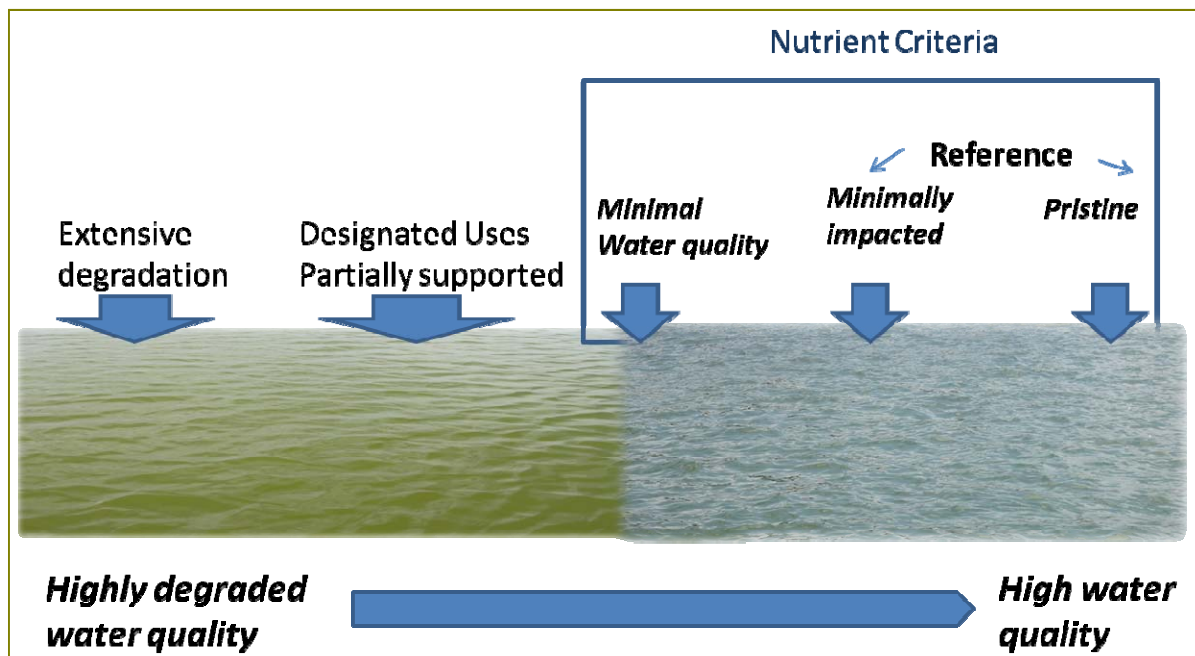 Nutrient Criteria
Reference
Minimal
Water quality
Minimally
impacted
Pristine
Extensive
degradation
Designated Uses
Partially supported
Highly degraded
water quality
High water
quality